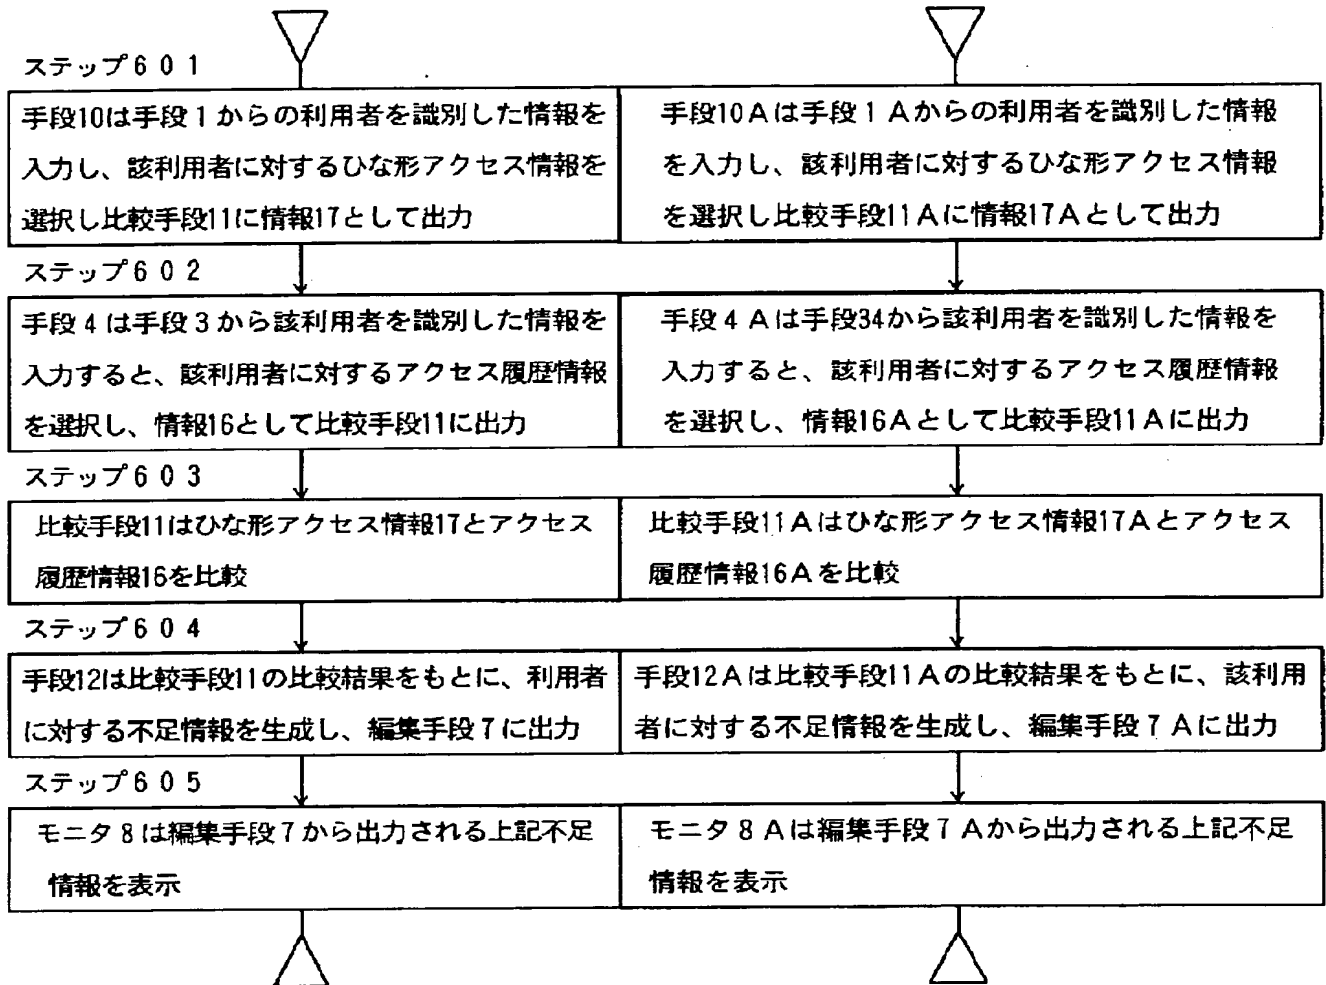 ステップ601
手段10は手段1からの利用者を識別した情報を
入力し、該利用者に対するひな形アクセス情報を
選択し比較手段11に情報17として出力
手段10Aは手段1Aからの利用者を識別した情報
を入力し、該利用者に対するひな形アクセス情報
を選択し比較手段11Aに情報17Aとして出力
ステップ602
手段4は手段3から該利用者を識別した情報を
入力すると、該利用者に対するアクセス履歴情報
を選択し、情報16として比較手段11に出力
手段4Aは手段34から該利用者を識別した情報を
入力すると、該利用者に対するアクセス履歴情報
を選択し、情報16Aとして比較手段11Aに出力
ステップ603
比較手段11はひな形アクセス情報17とアクセス
履歴情報16を比較
比較手段11Aはひな形アクセス情報17Aとアクセス
履歴情報16Aを比較
ステップ604
手段12は比較手段11の比較結果をもとに、利用者
に対する不足情報を生成し、編集手段7に出力
手段12Aは比較手段11Aの比較結果をもとに、該利用
者に対する不足情報を生成し、編集手段7Aに出力
ステップ605
モニタ8は編集手段7から出力される上記不足
情報を表示
モニタ8Aは編集手段7Aから出力される上記不足
情報を表示